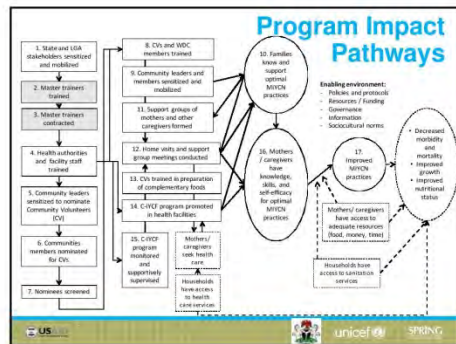 Program Impact
Pathways
1. State and LGA
stakeholders sensitized
and mobilized
2. Master trainers
trained
3. Master trainers
contracted
4. Health authorities
and facility staff trained
5. Community leaders
sensitized to nominate
Community Volunteers
(CV)
6. Communities
members nominated
for CVs
7. Nominees screened
8. CVs and WDC
members trained
9. Community leaders
and members sensitized
and mobilized
11. Support groups of
mothers and other
caregivers formed
12. Home visits and support
group meetings conducted
13. CVs trained in preparation
of complementary foods
14. C-IYCF program promoted
in health facilities
15. C-IYCF
program
monitored
and
supportively
supervised
Mothers/
caregivers
seek health
care
Households
have access
to health
care services
10. Families
know and
support
optimal
MIYCN
practices
16. Mothers /
caregivers
have
knowledge,
skills, and
self-efficacy
for optimal
MIYCN
practices
Enabling environment:
- Policies and protocols
- Resources / Funding
- Governance
- Information
- Sociocultural norms
17.
Improved
MIYCN
practices
Mothers/ caregivers
have access to
adequate resources
(food, money, time)
Households have
access to sanitation
services
• Decreased
morbidity
and
mortality
• Improved
growth
• Improved
nutritional
status
USAID
unicef
SPRING